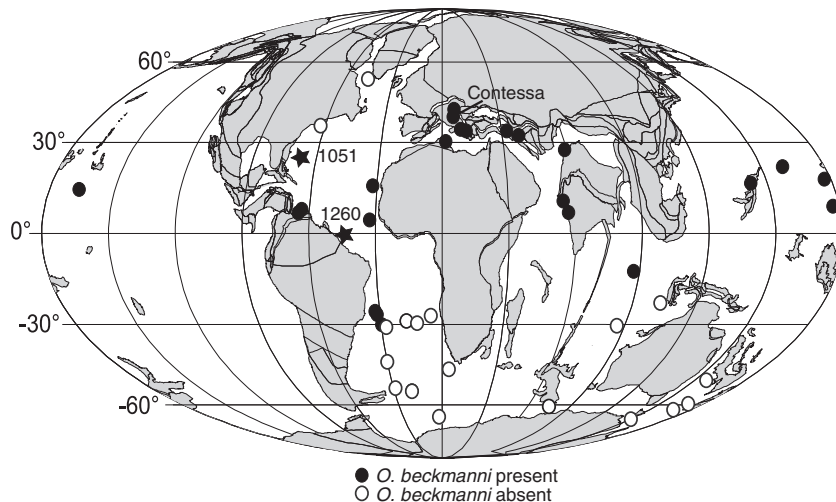 60°
Contessa
30°
1051
1260
0°
-30°
-60°
O. beckmanni present
O. beckmanni absent